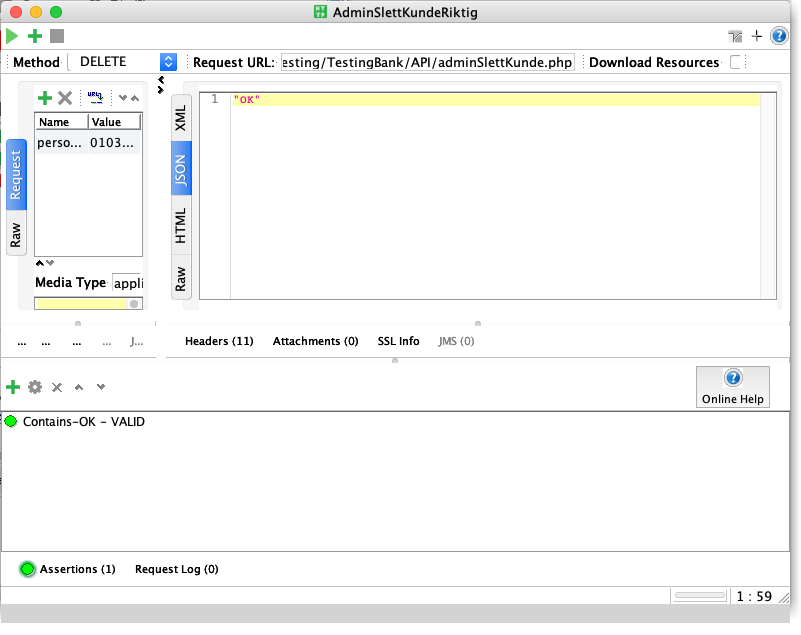 AdminSlettKundeRiktig
Method DELETE Request URL: esting/TestingBank/API/adminSlettKunde.php Download Resources
Name Value
perso... 0103...
Request
Raw
Media Type appli
XML
JSON
HTML
Raw
1 "OK"
... ... ... ... J...
Headers (11) Attachments (0) SSL Info JMS (0)
Online Help
Contains-OK - VALID
Assertions (1) Request Log (0)
1 : 59